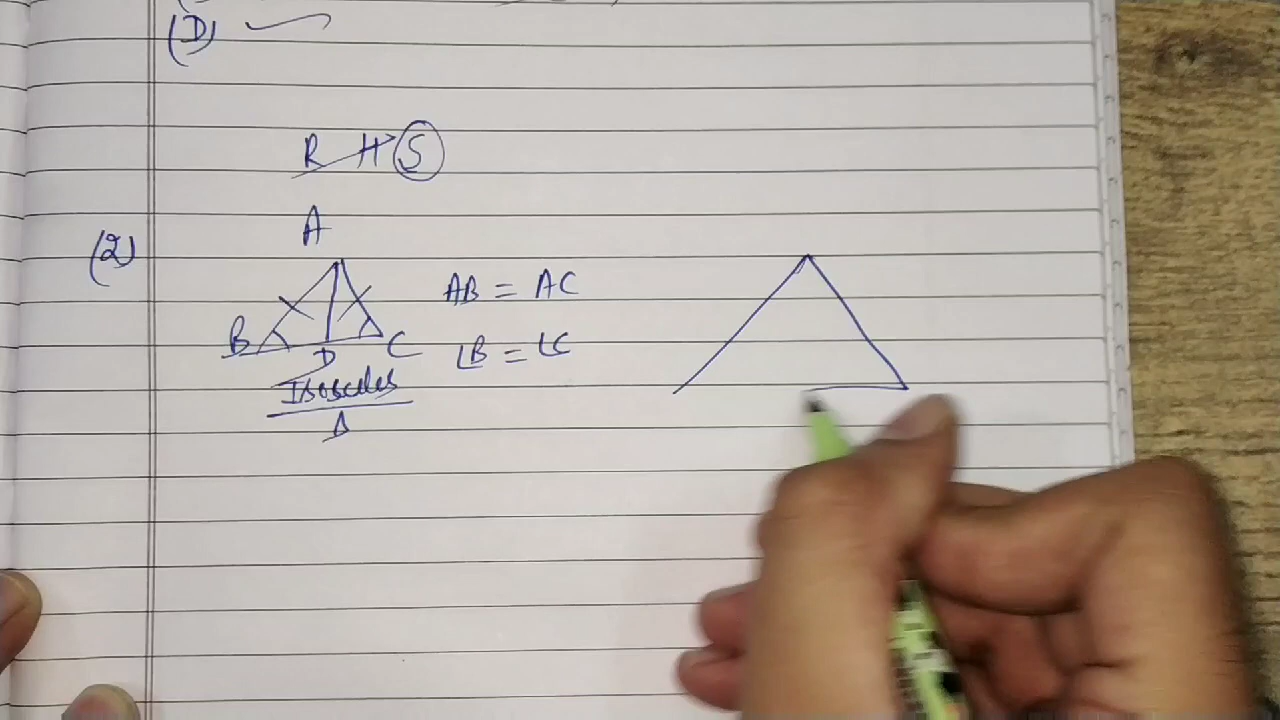 (D)
R H S
(2)
A
AB = AC
B D C
∠B = ∠C
Isosceles
Δ